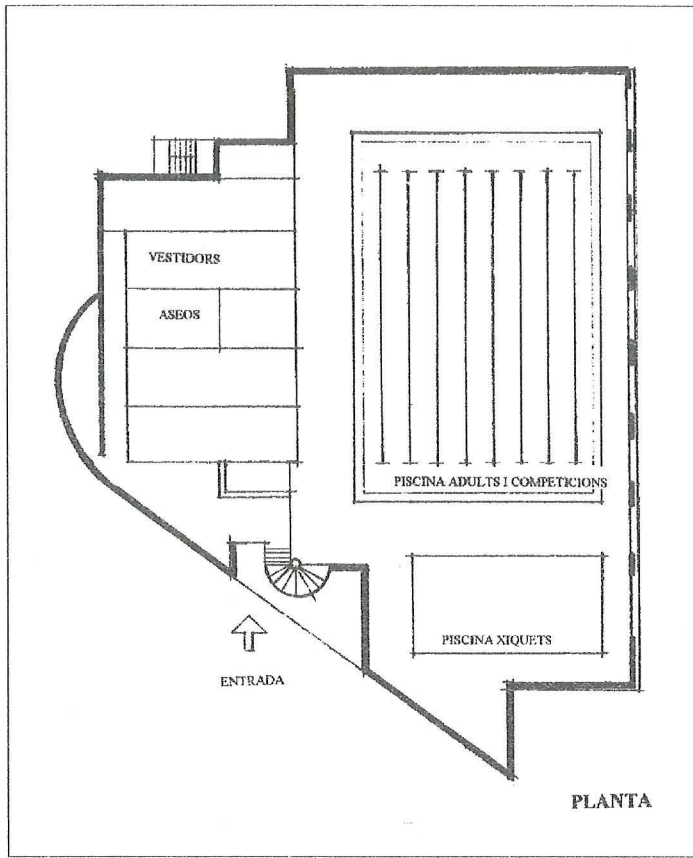 VESTIDORS
ASEOS
PISCINA ADULTS I COMPETICIONS
PISCINA XIQUETS
ENTRADA
PLANTA